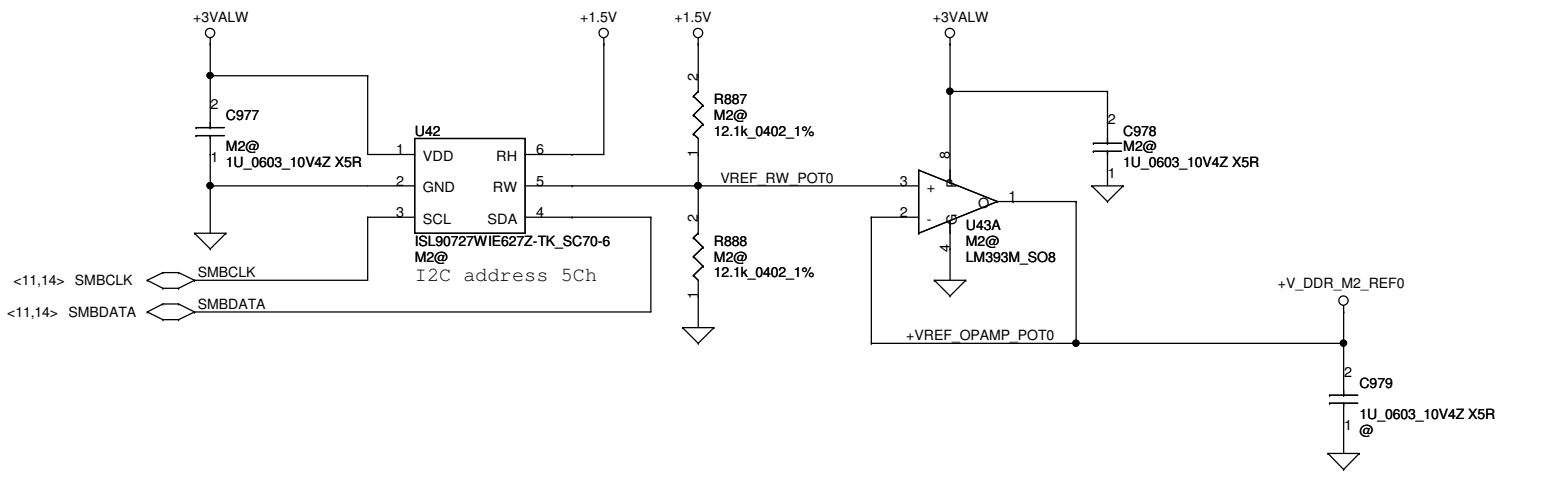 +3VALW
+1.5V
+1.5V
+3VALW
2
C977
M2@
1U_0603_10V4Z X5R
1
U42
1 VDD RH 6
2 GND RW 5
3 SCL SDA 4
ISL90727WIE627Z-TK_SC70-6
M2@
I2C address 5Ch
<11,14> SMBCLK SMBCLK
<11,14> SMBDATA SMBDATA
2
R887
M2@
12.1k_0402_1%
1
VREF_RW_POT0
2
R888
M2@
12.1k_0402_1%
1
8
3 + P
2 - G
O 1
4
U43A
M2@
LM393M_SO8
2
C978
M2@
1U_0603_10V4Z X5R
1
+VREF_OPAMP_POT0
+V_DDR_M2_REF0
2
C979
1U_0603_10V4Z X5R
1
@